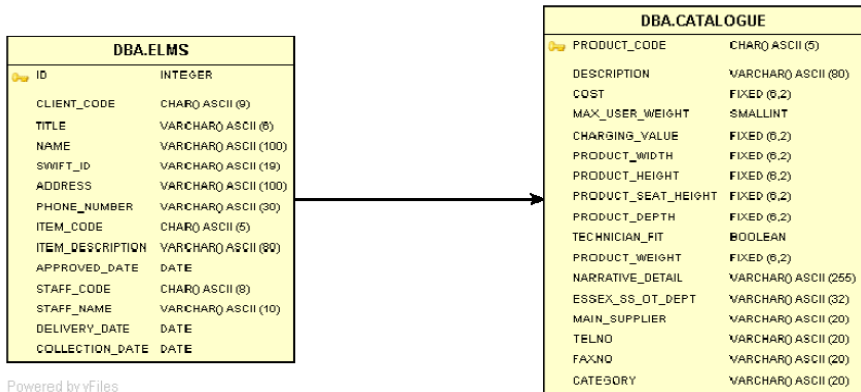 DBA.ELMS
ID INTEGER
CLIENT_CODE CHAR() ASCII (9)
TITLE VARCHAR() ASCII (6)
NAME VARCHAR() ASCII (100)
SWIFT_ID VARCHAR() ASCII (19)
ADDRESS VARCHAR() ASCII (100)
PHONE_NUMBER VARCHAR() ASCII (30)
ITEM_CODE CHAR() ASCII (5)
ITEM_DESCRIPTION VARCHAR() ASCII (80)
APPROVED_DATE DATE
STAFF_CODE CHAR() ASCII (8)
STAFF_NAME VARCHAR() ASCII (10)
DELIVERY_DATE DATE
COLLECTION_DATE DATE
Powered by yFiles
DBA.CATALOGUE
PRODUCT_CODE CHAR() ASCII (5)
DESCRIPTION VARCHAR() ASCII (80)
COST FIXED (6,2)
MAX_USER_WEIGHT SMALLINT
CHARGING_VALUE FIXED (6,2)
PRODUCT_WIDTH FIXED (6,2)
PRODUCT_HEIGHT FIXED (6,2)
PRODUCT_SEAT_HEIGHT FIXED (6,2)
PRODUCT_DEPTH FIXED (6,2)
TECHNICIAN_FIT BOOLEAN
PRODUCT_WEIGHT FIXED (6,2)
NARRATIVE_DETAIL VARCHAR() ASCII (255)
ESSEX_SS_OT_DEPT VARCHAR() ASCII (32)
MAIN_SUPPLIER VARCHAR() ASCII (20)
TELNO VARCHAR() ASCII (20)
FAXNO VARCHAR() ASCII (20)
CATEGORY VARCHAR() ASCII (20)